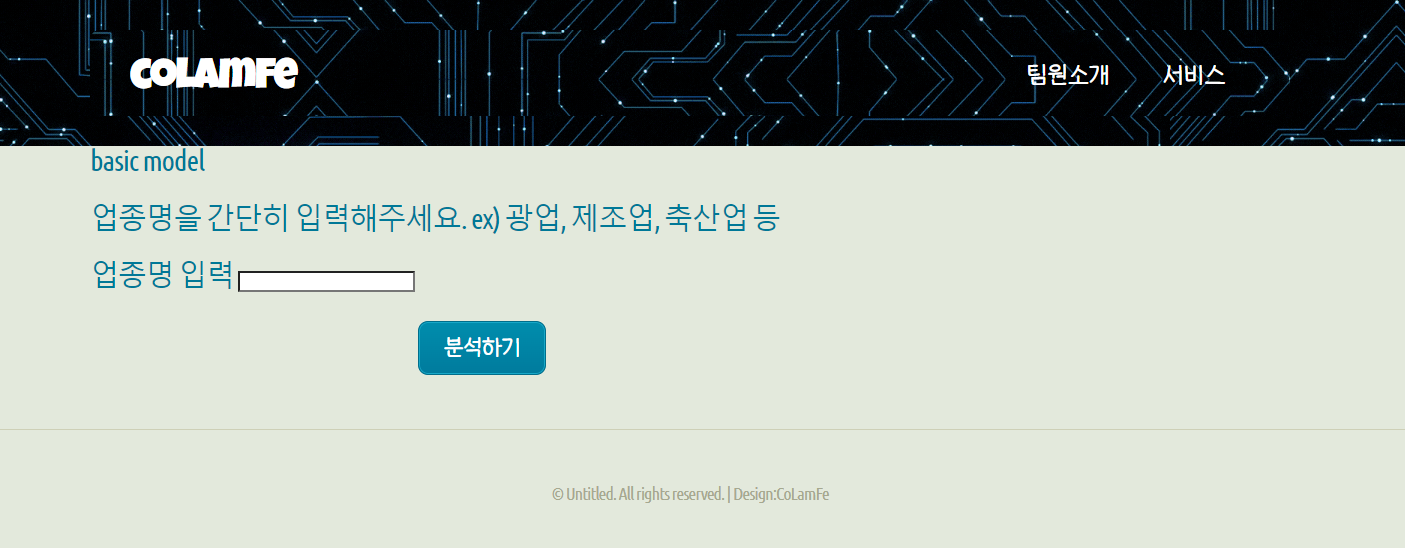 CoLAmFe
팀원소개 서비스
basic model
업종명을 간단히 입력해주세요. ex) 광업, 제조업, 축산업 등
업종명 입력
분석하기
© Untitled. All rights reserved. | Design:CoLamFe